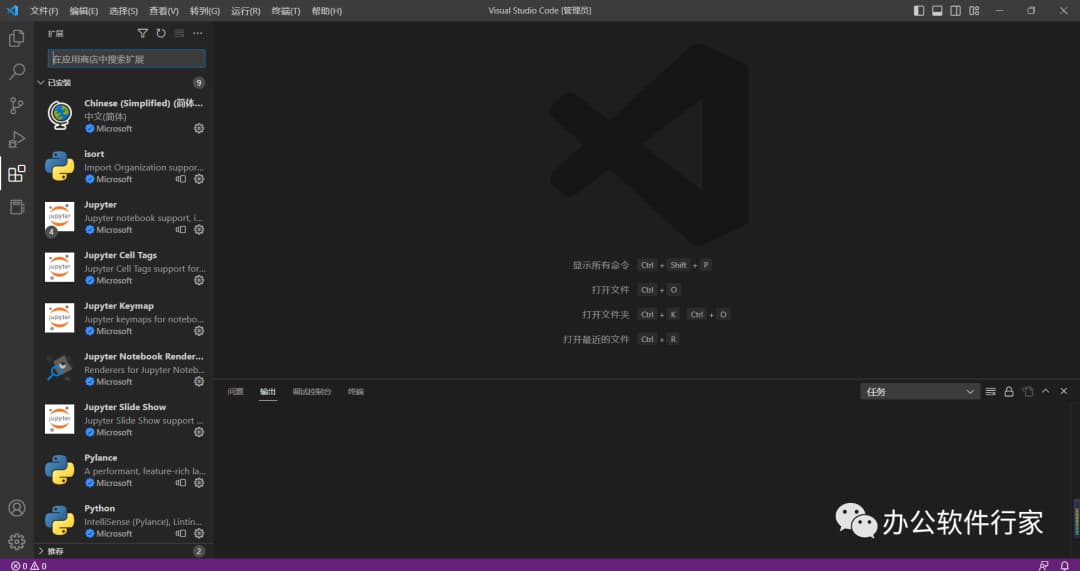 文件(F) 编辑(E) 选择(S) 查看(V) 转到(G) 运行(R) 终端(T) 帮助(H) Visual Studio Code [管理员]
扩展
在应用商店中搜索扩展
已安装 9
Chinese (Simplified) (简体...
中文(简体)
Microsoft
isort
Import Organization suppor...
Microsoft
jupyter
4
Jupyter
Jupyter notebook support, i...
Microsoft
jupyter
Jupyter Cell Tags
Jupyter Cell Tags support for...
Microsoft
jupyter
Jupyter Keymap
Jupyter keymaps for notebo...
Microsoft
Jupyter Notebook Render...
Renderers for Jupyter Noteb...
Microsoft
jupyter
Jupyter Slide Show
Jupyter Slide Show support ...
Microsoft
Pylance
A performant, feature-rich la...
Microsoft
Python
IntelliSense (Pylance), Lintin...
Microsoft
推荐 2
显示所有命令 Ctrl + Shift + P
打开文件 Ctrl + O
打开文件夹 Ctrl + K Ctrl + O
打开最近的文件 Ctrl + R
问题 输出 调试控制台 终端 任务
办公软件行家
0 0